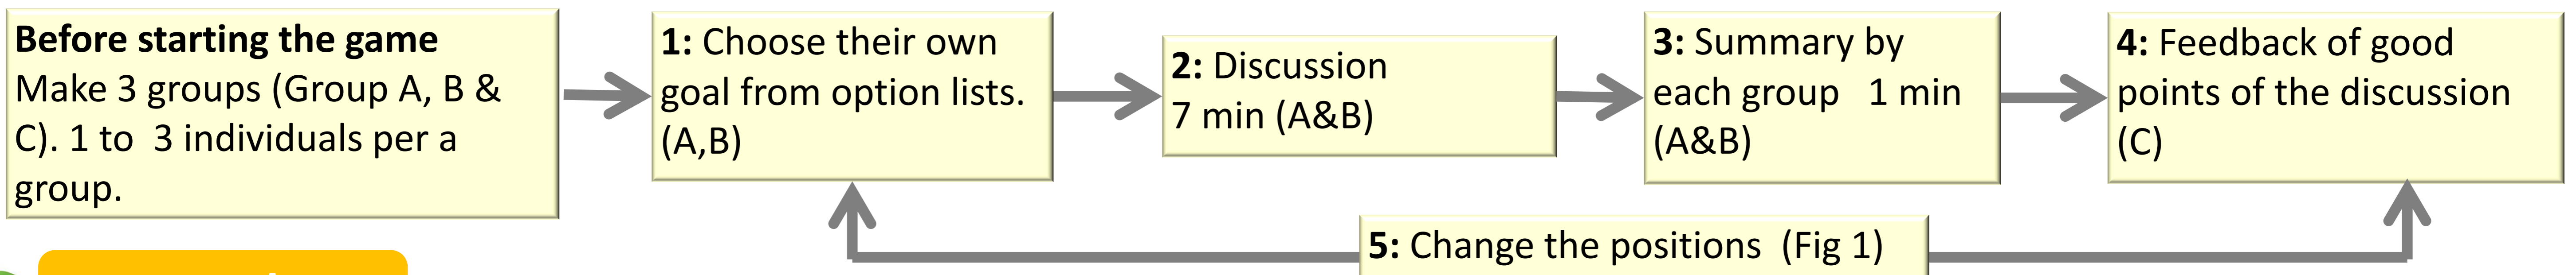 Before starting the game
Make 3 groups (Group A, B &
C). 1 to  3 individuals per a
group.
1: Choose their own
goal from option lists.
(A,B)
2: Discussion
7 min (A&B)
3: Summary by
each group   1 min
(A&B)
4: Feedback of good
points of the discussion
(C)
5: Change the positions  (Fig 1)